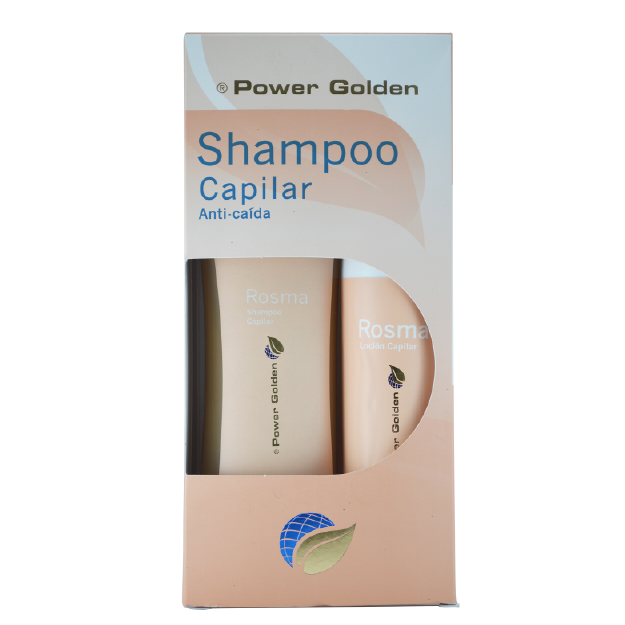 ® Power Golden
Shampoo
Capilar
Anti-caída
Rosma
Shampoo
Capilar
® Power Golden
Rosma
Loción Capilar
Power Golden